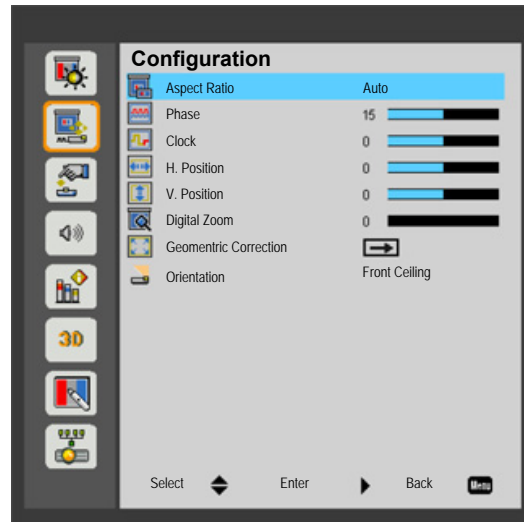 Configuration
Aspect Ratio Auto
Phase 15
Clock 0
H. Position 0
V. Position 0
Digital Zoom 0
Geomentric Correction
Orientation Front Ceiling
3D
Select Enter Back Menu